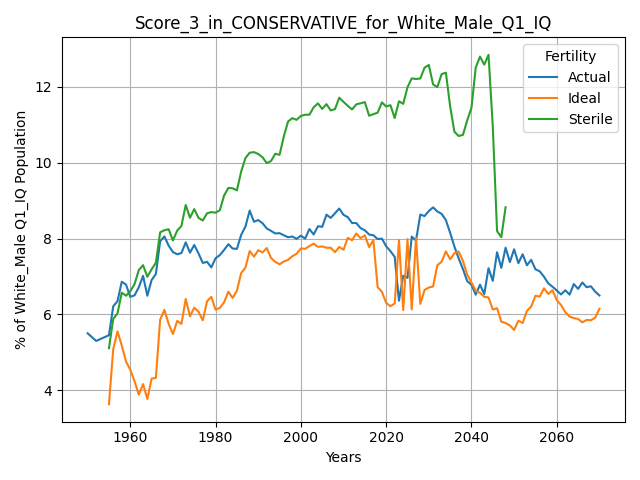 Score_3_in_CONSERVATIVE_for_White_Male_Q1_IQ
% of White_Male Q1_IQ Population
12
10
8
6
4
Fertility
Actual
Ideal
Sterile
1960
1980
2000
2020
2040
2060
Years